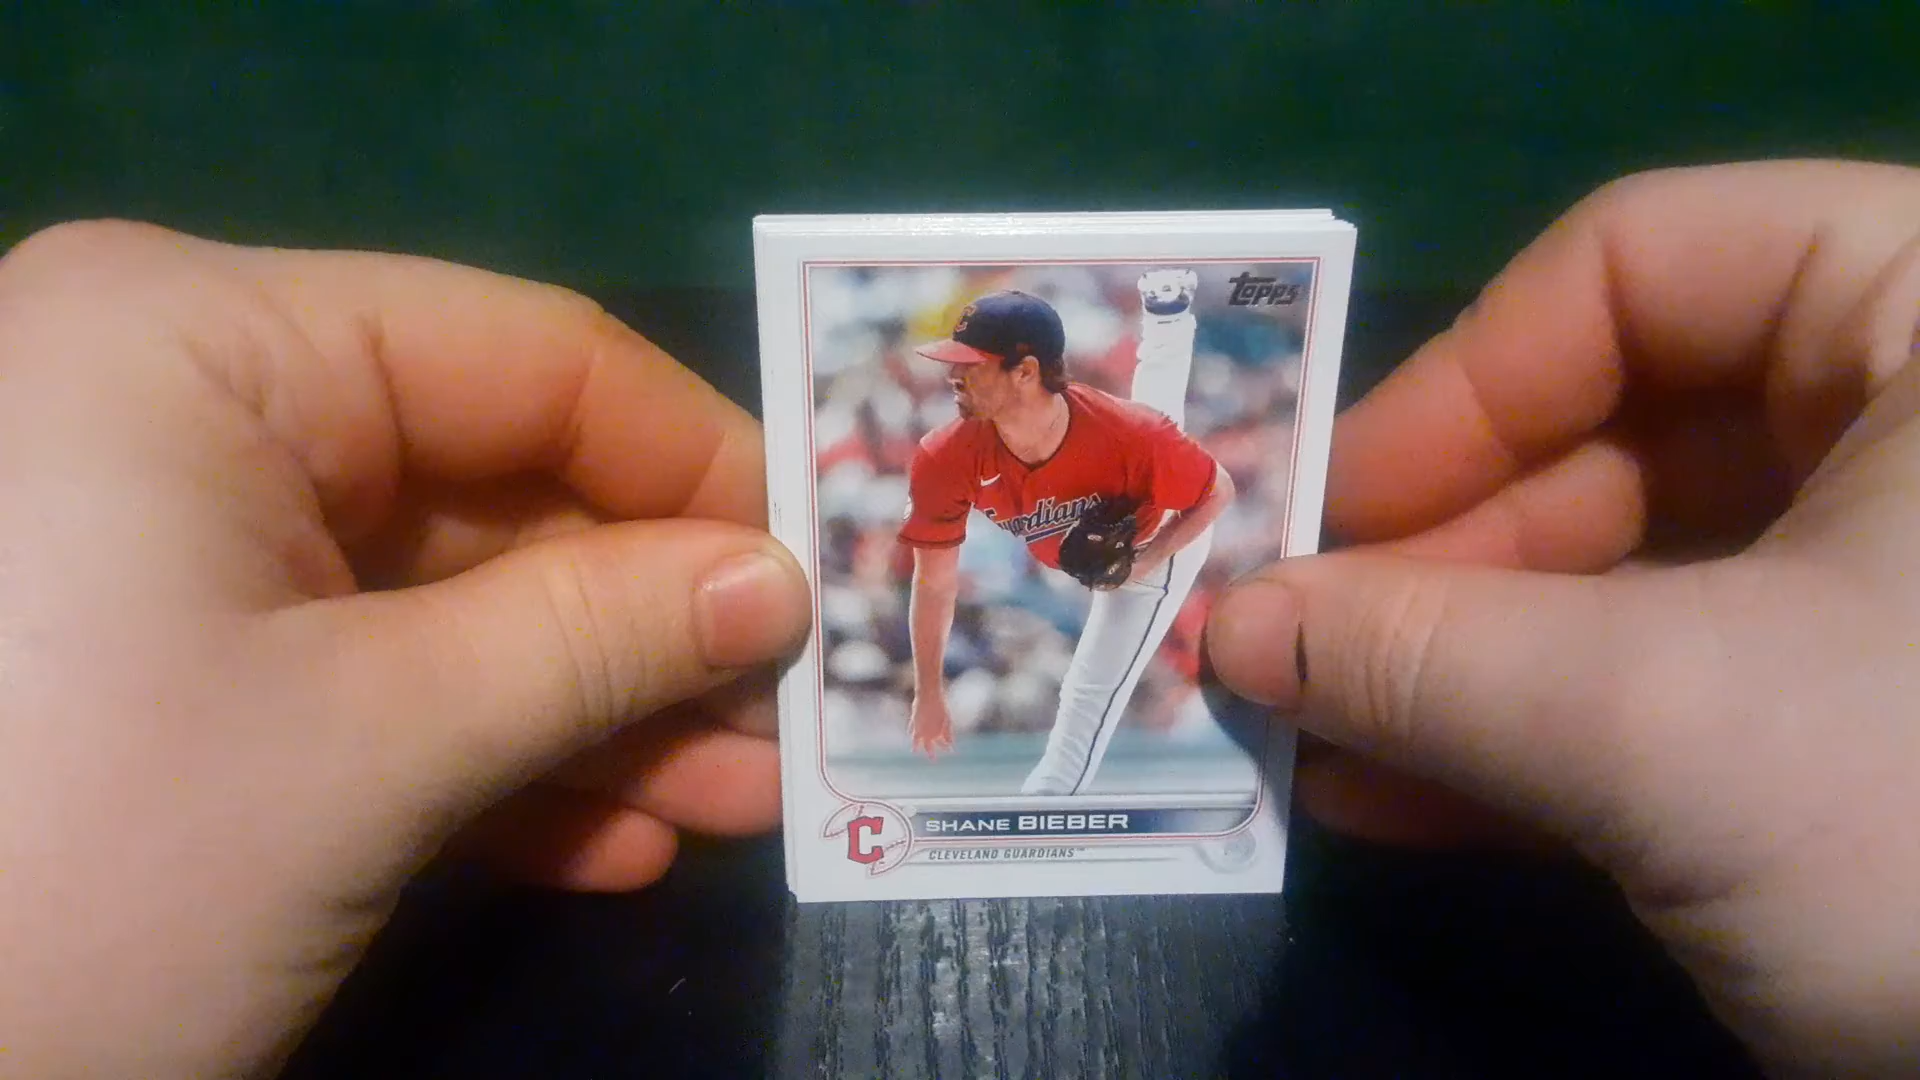 Topps
C
Guardians
C
SHANE BIEBER
CLEVELAND GUARDIANS™